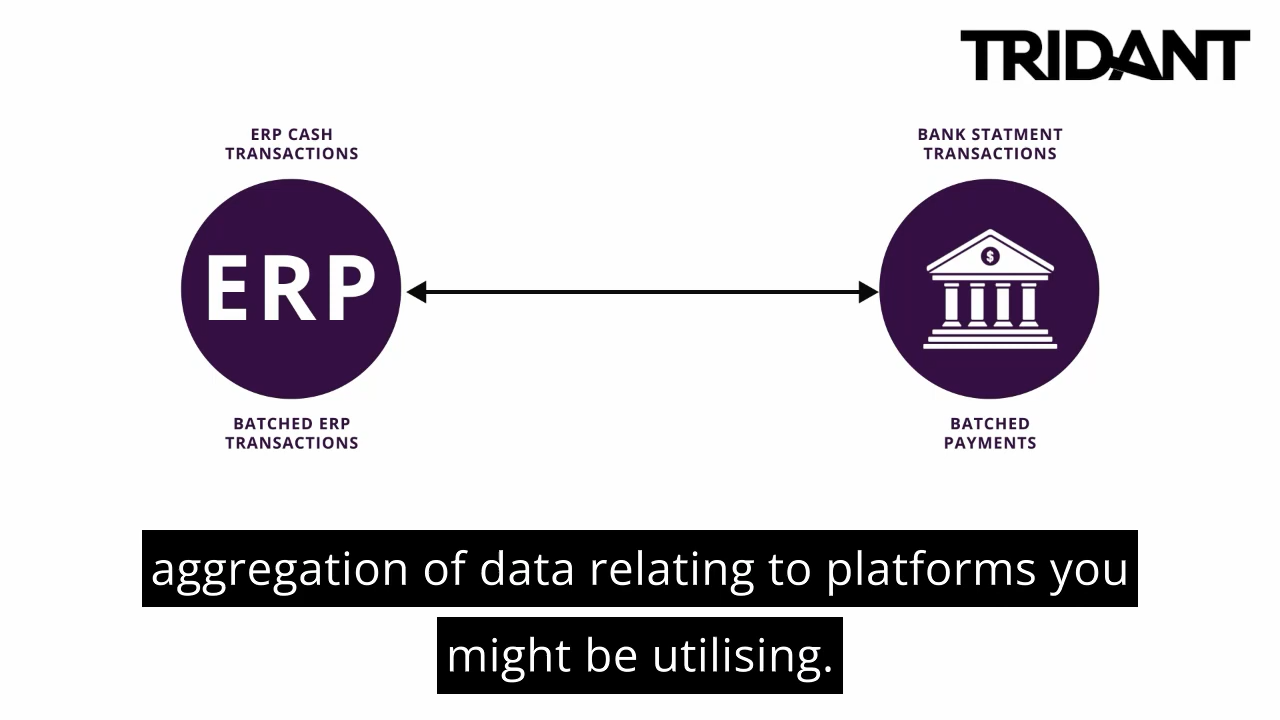 TRIDANT
ERP CASH
TRANSACTIONS
BANK STATMENT
TRANSACTIONS
ERP
$
BATCHED ERP
TRANSACTIONS
BATCHED
PAYMENTS
aggregation of data relating to platforms you
might be utilising.